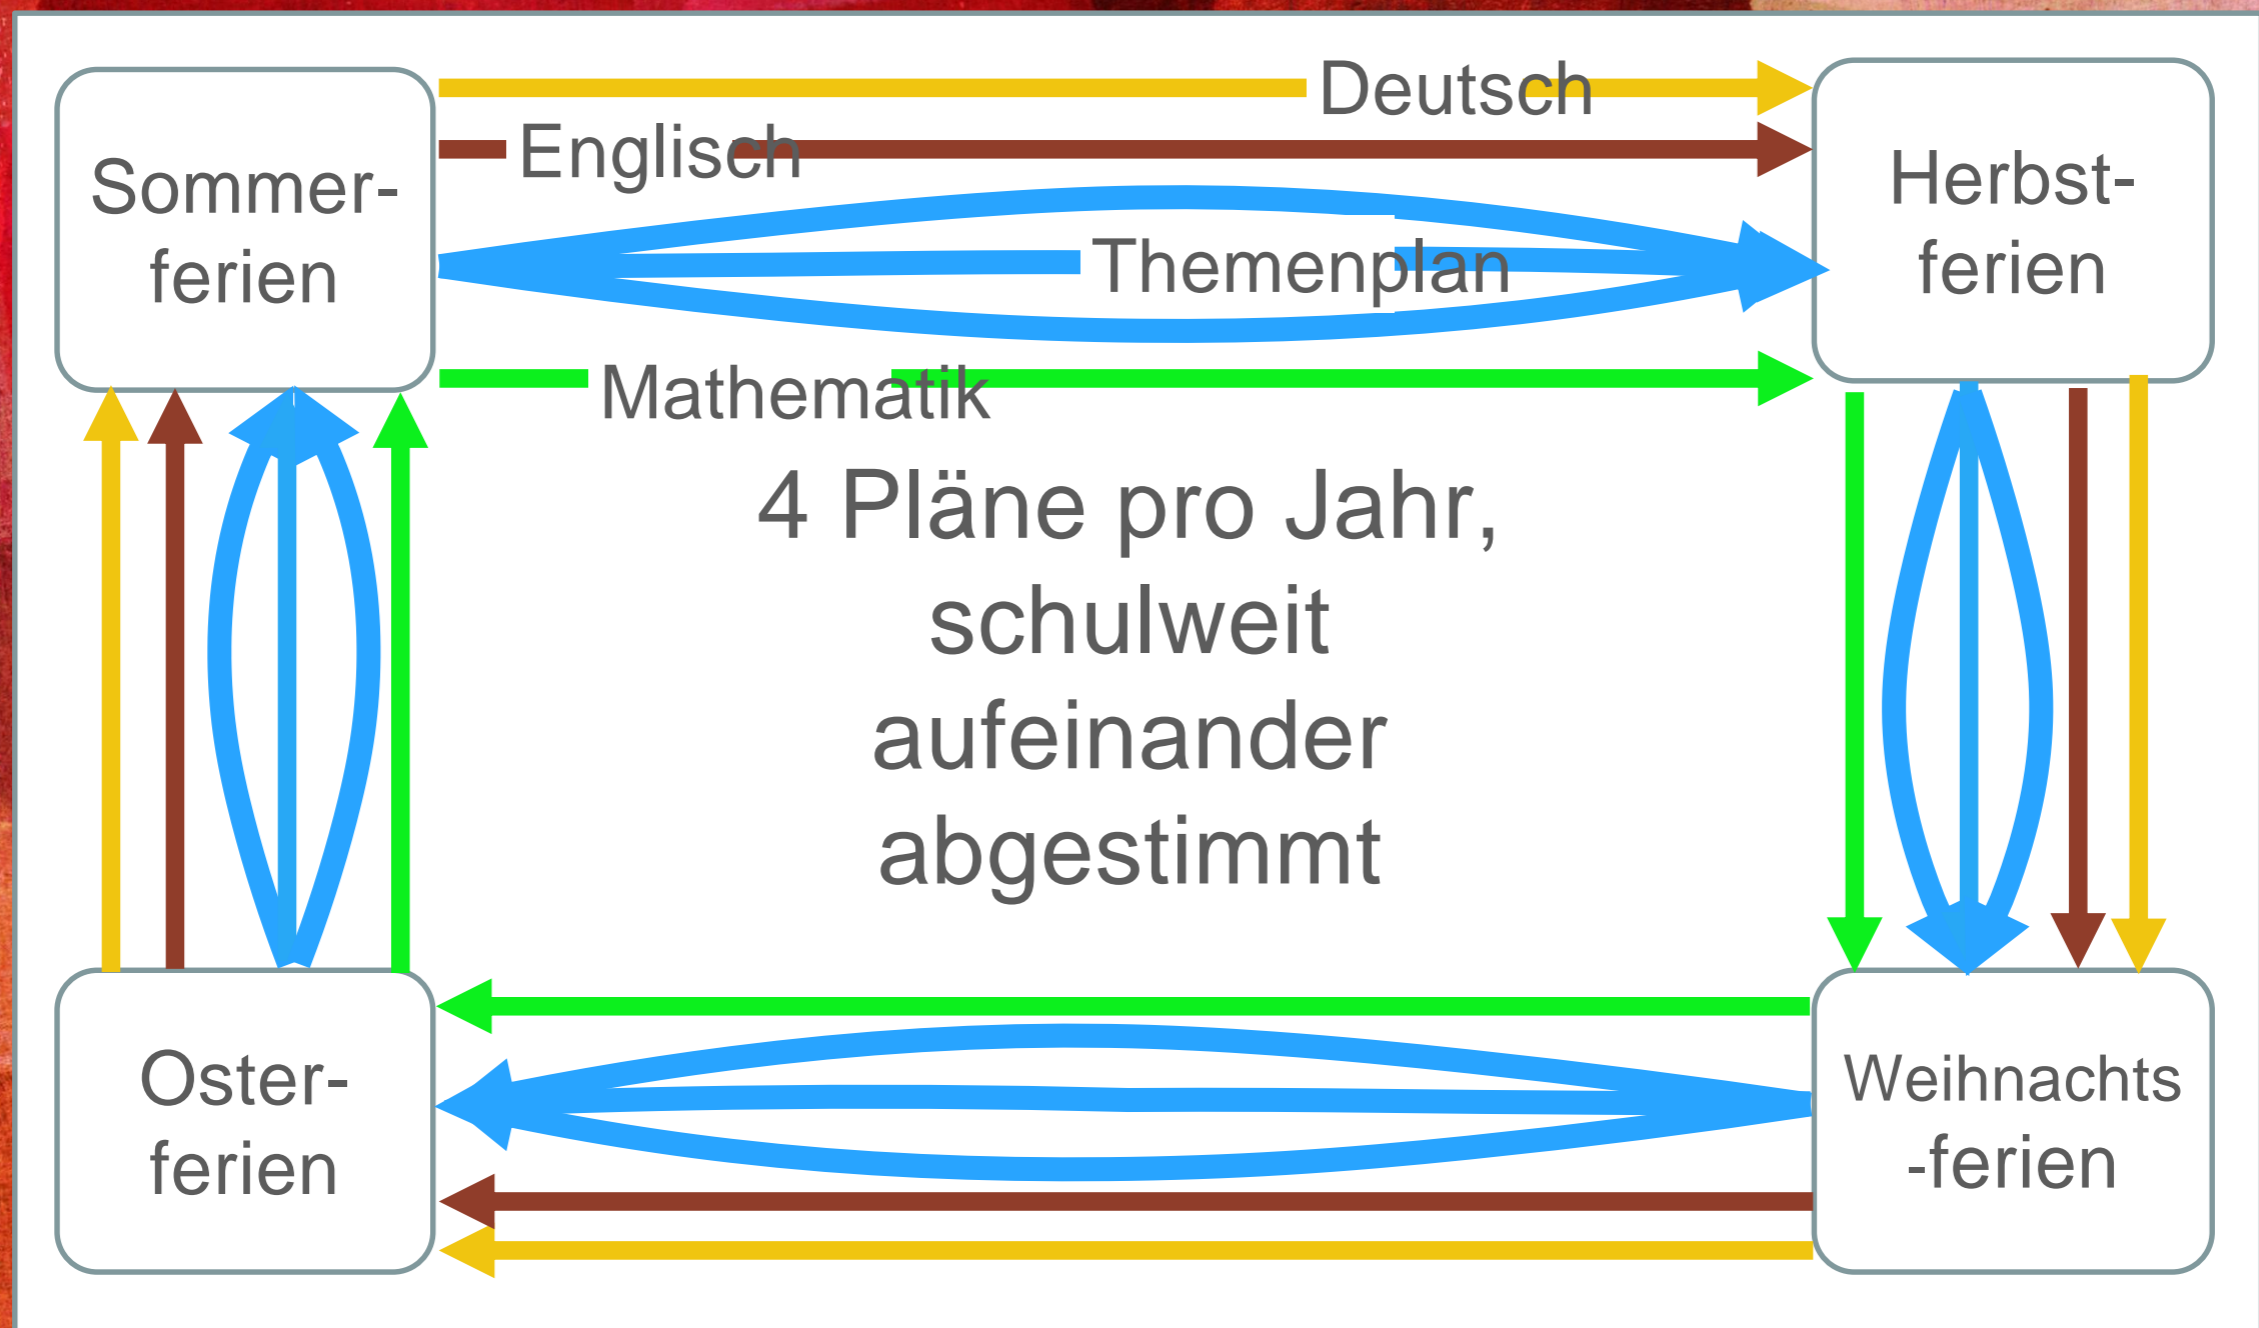 Deutsch
Englisch
Sommer-
ferien
Herbst-
ferien
Themenplan
Mathematik
4 Pläne pro Jahr,
schulweit
aufeinander
abgestimmt
Oster-
ferien
Weihnachts
-ferien